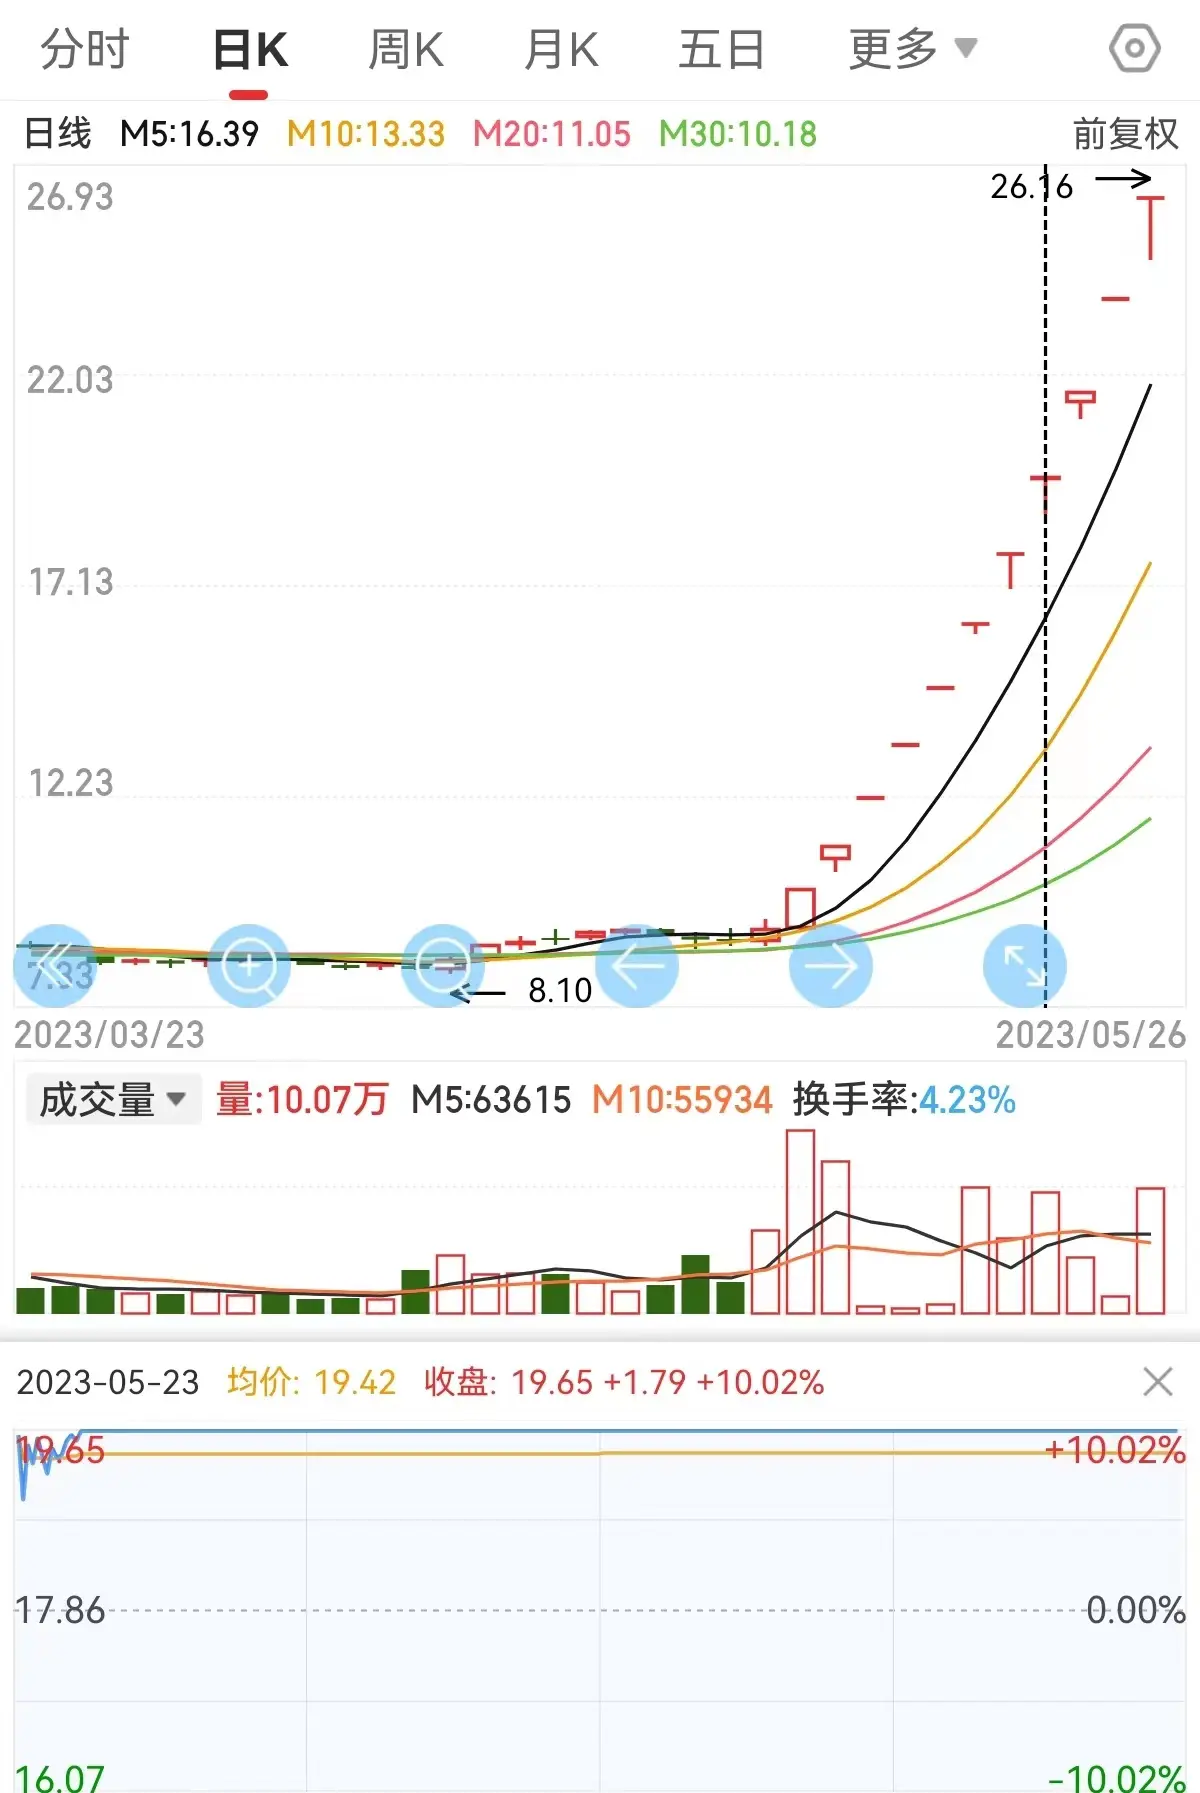 分时 日K 周K 月K 五日 更多
日线 M5:16.39 M10:13.33 M20:11.05 M30:10.18 前复权
26.93
26.16
22.03
17.13
12.23
7.33
8.10
2023/03/23 2023/05/26
成交量 量:10.07万 M5:63615 M10:55934 换手率:4.23%
2023-05-23 均价: 19.42 收盘: 19.65 +1.79 +10.02%
19.65 +10.02%
17.86 0.00%
16.07 -10.02%